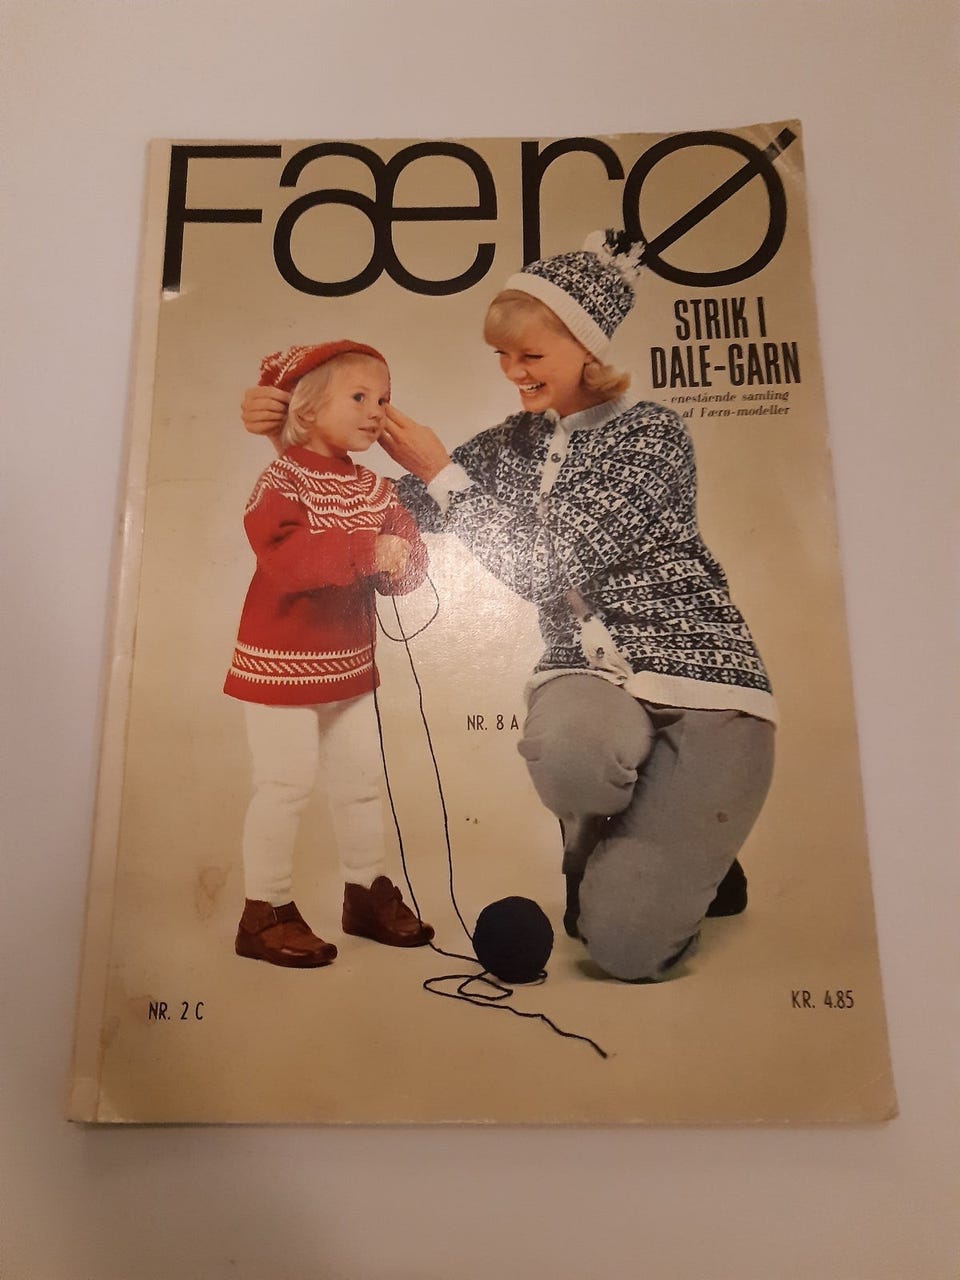 Færø
STRIK I
DALE-GARN
- enestående samling
af Færø-modeller
NR. 8 A
NR. 2 C
KR. 4.85